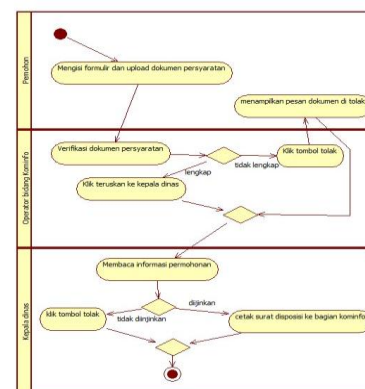 Pemohon
Mengisi formulir dan upload dokumen persyaratan
menampilkan pesan dokumen di tolak
Operator bidang Kominfo
Verifikasi dokumen persyaratan
Klik tombol tolak
lengkap
tidak lengkap
Klik teruskan ke kepala dinas
Kepala dinas
Membaca informasi permohonan
dijinkan
klik tombol tolak
tidak diinjinkan
cetak surat disposisi ke bagian kominfo